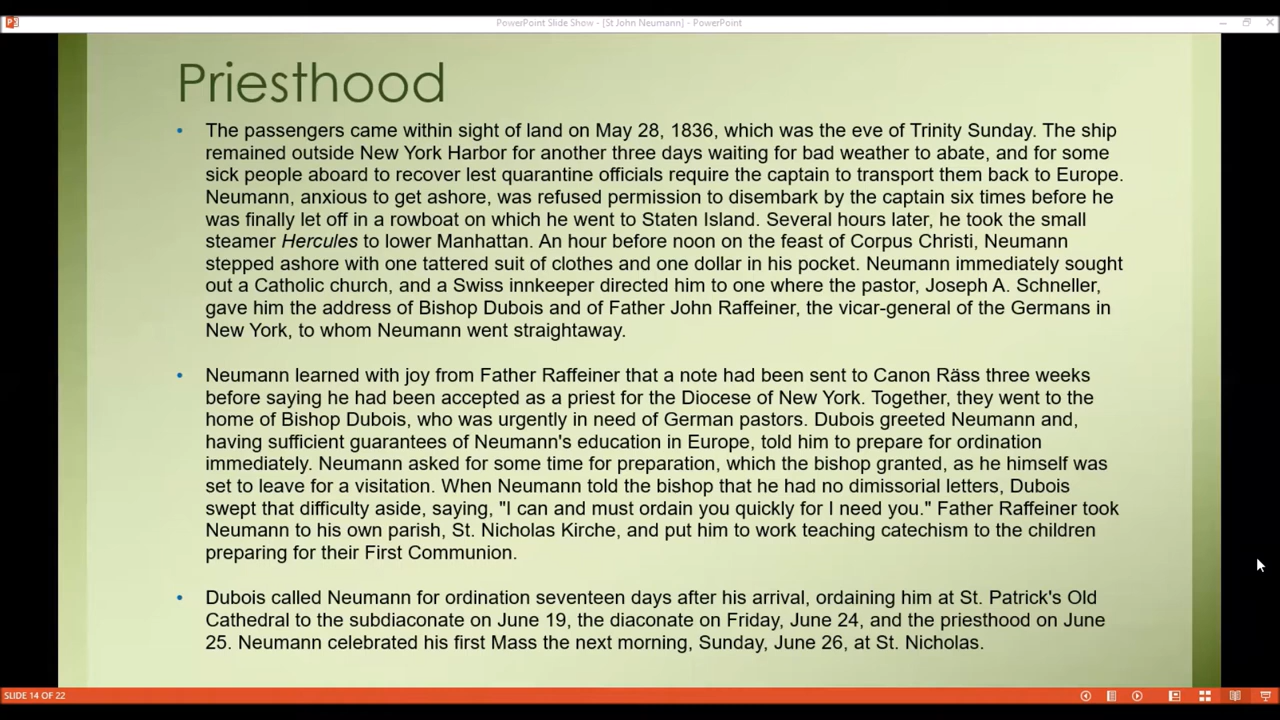 PowerPoint Slide Show - [St John Neumann] - PowerPoint
Priesthood
• The passengers came within sight of land on May 28, 1836, which was the eve of Trinity Sunday. The ship
remained outside New York Harbor for another three days waiting for bad weather to abate, and for some
sick people aboard to recover lest quarantine officials require the captain to transport them back to Europe.
Neumann, anxious to get ashore, was refused permission to disembark by the captain six times before he
was finally let off in a rowboat on which he went to Staten Island. Several hours later, he took the small
steamer Hercules to lower Manhattan. An hour before noon on the feast of Corpus Christi, Neumann
stepped ashore with one tattered suit of clothes and one dollar in his pocket. Neumann immediately sought
out a Catholic church, and a Swiss innkeeper directed him to one where the pastor, Joseph A. Schneller,
gave him the address of Bishop Dubois and of Father John Raffeiner, the vicar-general of the Germans in
New York, to whom Neumann went straightaway.
• Neumann learned with joy from Father Raffeiner that a note had been sent to Canon Räss three weeks
before saying he had been accepted as a priest for the Diocese of New York. Together, they went to the
home of Bishop Dubois, who was urgently in need of German pastors. Dubois greeted Neumann and,
having sufficient guarantees of Neumann's education in Europe, told him to prepare for ordination
immediately. Neumann asked for some time for preparation, which the bishop granted, as he himself was
set to leave for a visitation. When Neumann told the bishop that he had no dimissorial letters, Dubois
swept that difficulty aside, saying, "I can and must ordain you quickly for I need you." Father Raffeiner took
Neumann to his own parish, St. Nicholas Kirche, and put him to work teaching catechism to the children
preparing for their First Communion.
• Dubois called Neumann for ordination seventeen days after his arrival, ordaining him at St. Patrick's Old
Cathedral to the subdiaconate on June 19, the diaconate on Friday, June 24, and the priesthood on June
25. Neumann celebrated his first Mass the next morning, Sunday, June 26, at St. Nicholas.
SLIDE 14 OF 22